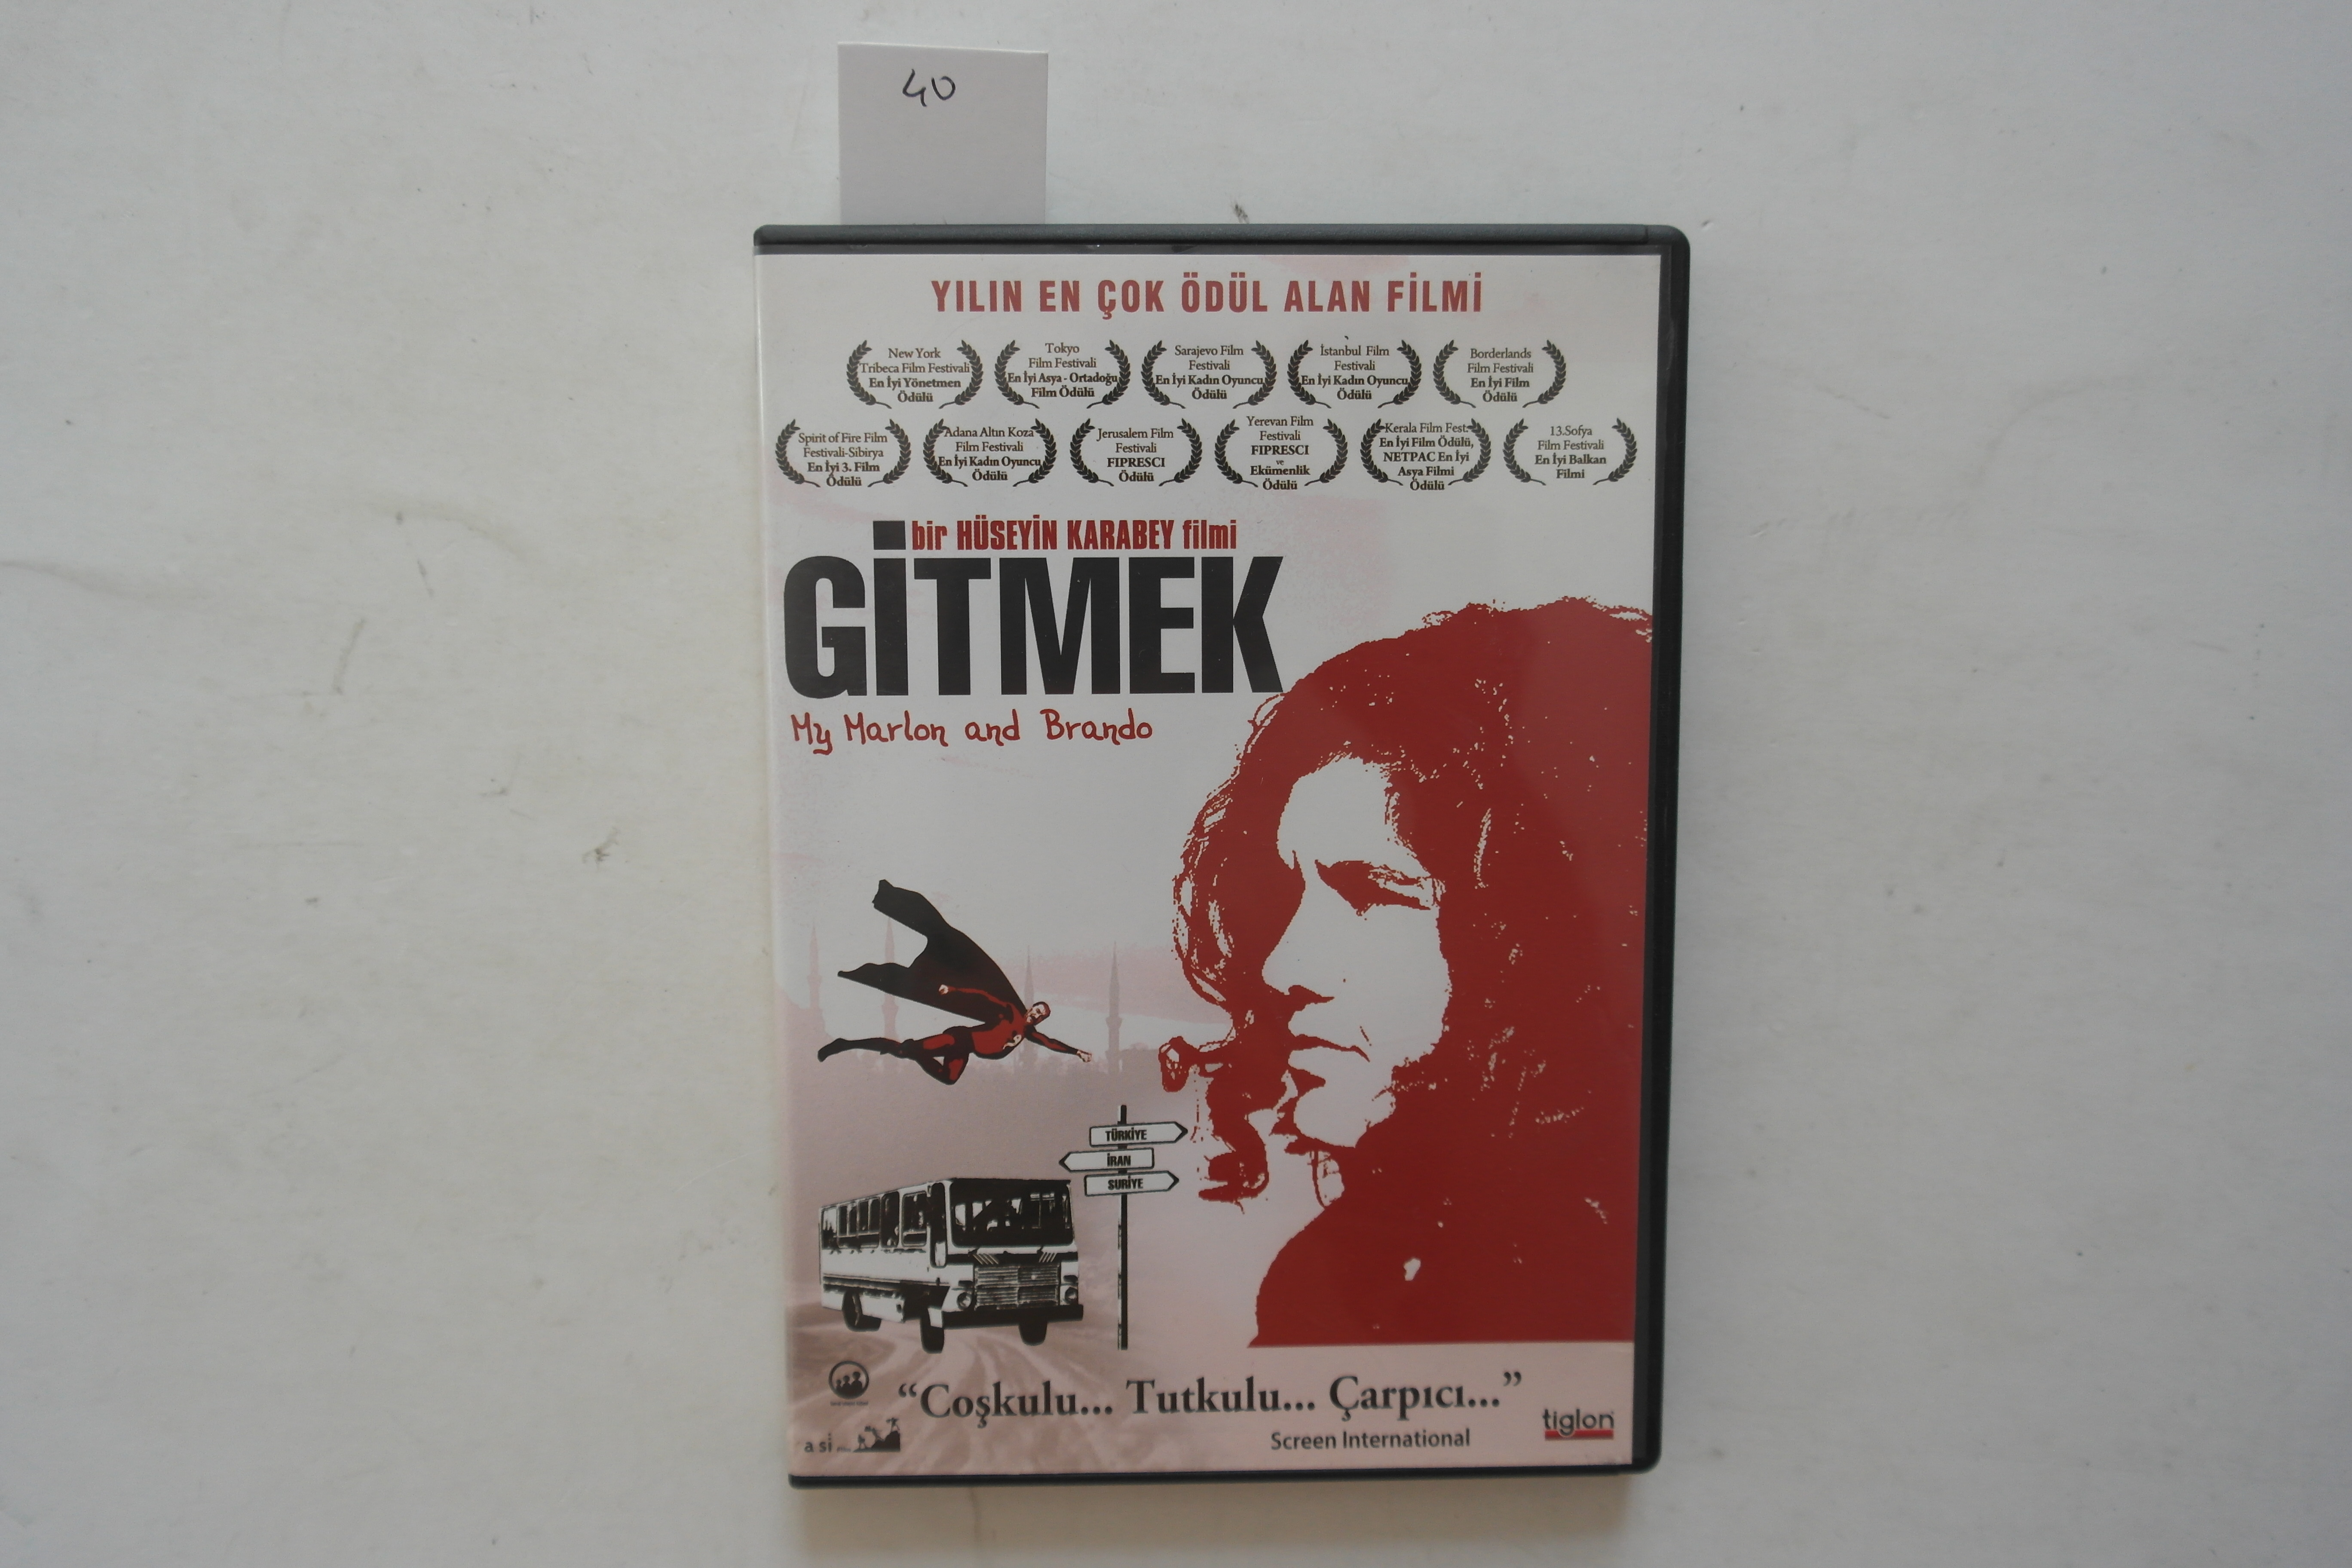 40
YILIN EN ÇOK ÖDÜL ALAN FİLMİ
New York
Tribeca Film Festivali
En İyi Yönetmen
Ödülü
Tokyo
Film Festivali
En İyi Asya - Ortadoğu
Film Ödülü
Sarajevo Film
Festivali
En İyi Kadın Oyuncu
Ödülü
İstanbul Film
Festivali
En İyi Kadın Oyuncu
Ödülü
Borderlands
Film Festivali
En İyi Film
Ödülü
Spirit of Fire Film
Festivali-Sibirya
En İyi 3. Film
Ödülü
Adana Altın Koza
Film Festivali
En İyi Kadın Oyuncu
Ödülü
Jerusalem Film
Festivali
FIPRESCI
Ödülü
Yerevan Film
Festivali
FIPRESCI
ve
Ekümenlik
Ödülü
Kerala Film Fest.
En İyi Film Ödülü,
NETPAC En İyi
Asya Filmi
Ödülü
13.Sofya
Film Festivali
En İyi Balkan
Filmi
bir HÜSEYİN KARABEY filmi
GİTMEK
My Marlon and Brando
TÜRKİYE
İRAN
SURİYE
“Coşkulu... Tutkulu... Çarpıcı...”
Screen International
a si
tiglon